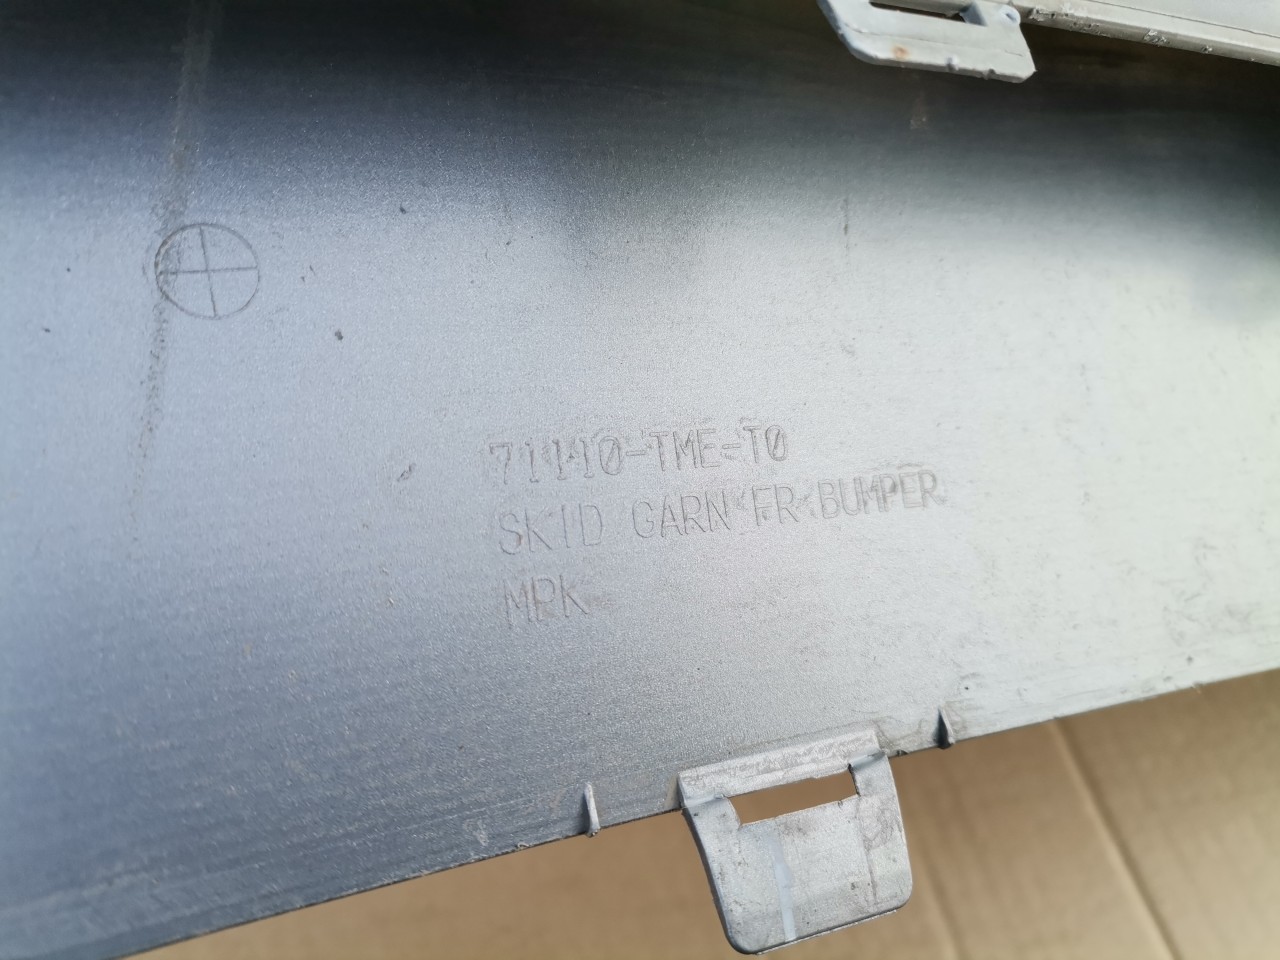 71110-TME-T0
SKID GARN FR BUMPER
MPK